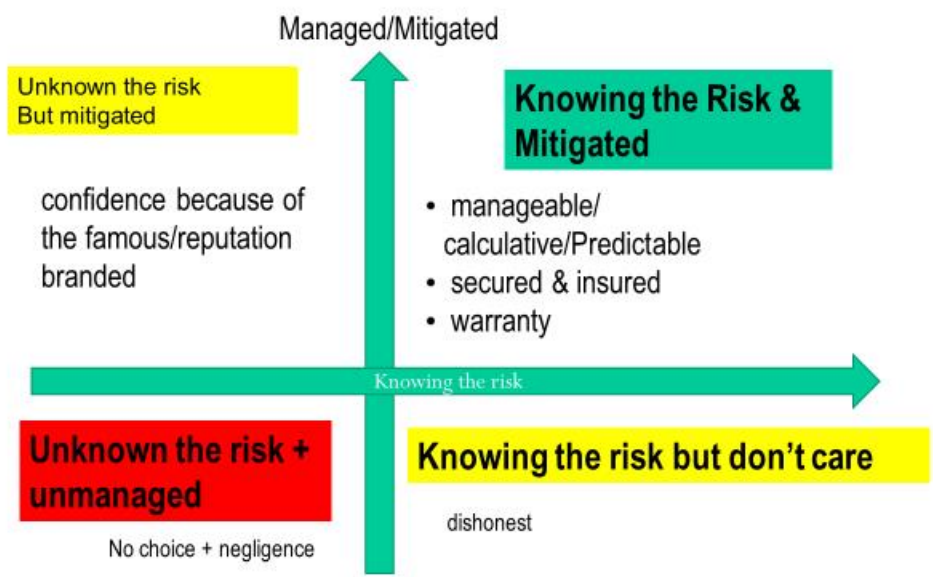 Managed/Mitigated
Unknown the risk
But mitigated
Knowing the Risk &
Mitigated
confidence because of
the famous/reputation
branded
• manageable/
calculative/Predictable
• secured & insured
• warranty
Knowing the risk
Unknown the risk +
unmanaged
Knowing the risk but don't care
No choice + negligence
dishonest